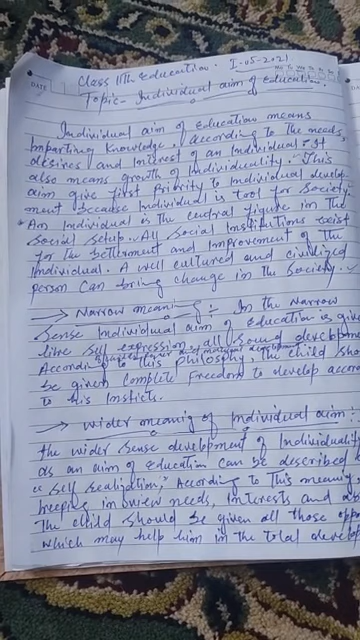 DATE
Class 11th Education. 1-05-2021
Topic- Individual aim of Education.
Individual aim of Education means
Imparting Knowledge, According to the needs,
desires and Interest of an Individual. It
also means growth of Individuality. This
aim give first Priority to Individual develop-
ment because Individual is tool for Society.
An Individual is the central figure in the
Social Setup. All Social Institutions exist
for the betterment and Improvement of the
Individual. A well cultured and civilized
person Can bring change in the Society.
→ Narrow meaning :- In the Narrow
Sense Individual aim of Education is give
like Self expression, all Sound developme
According to this Philosophy. The child sho
be given Complete Freedom to develop accor
to his Instincts.
→ wider meaning of Individual aim:
the wider sense development of Individuality
as an aim of Education can be described
"Self Realization." According to This meaning,
keeping in view needs, Interests and
The child should be given all those oppo
which may help him in the total develop